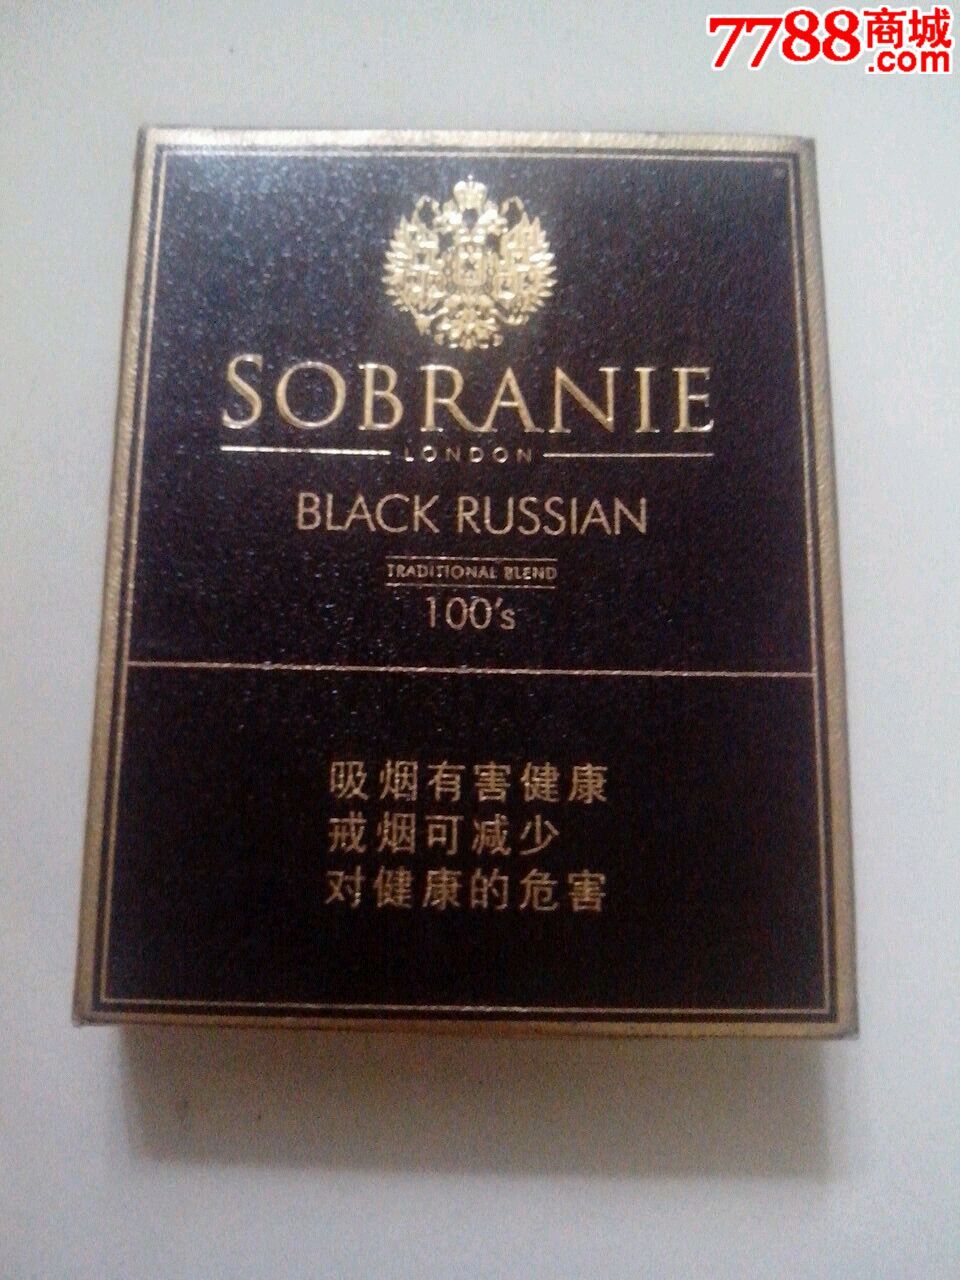 7788商城
.com
SOBRANIE
LONDON
BLACK RUSSIAN
TRADITIONAL BLEND
100's
吸烟有害健康
戒烟可减少
对健康的危害